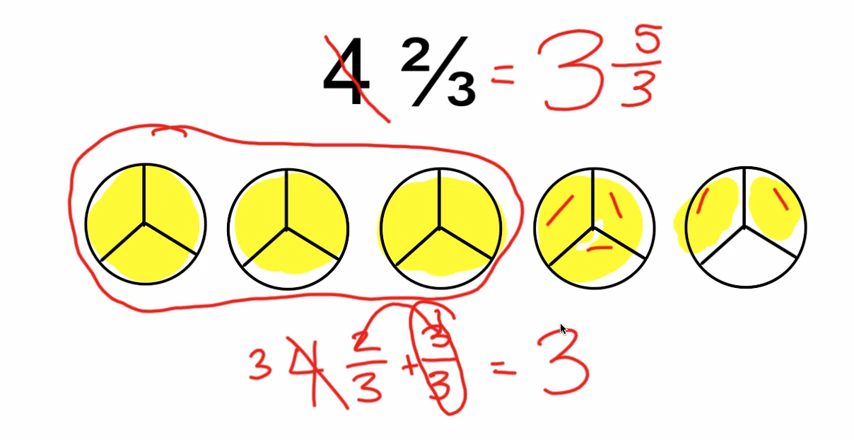 4 ⅔ = 3 5/3
3 4 2/3 + 3/3 = 3